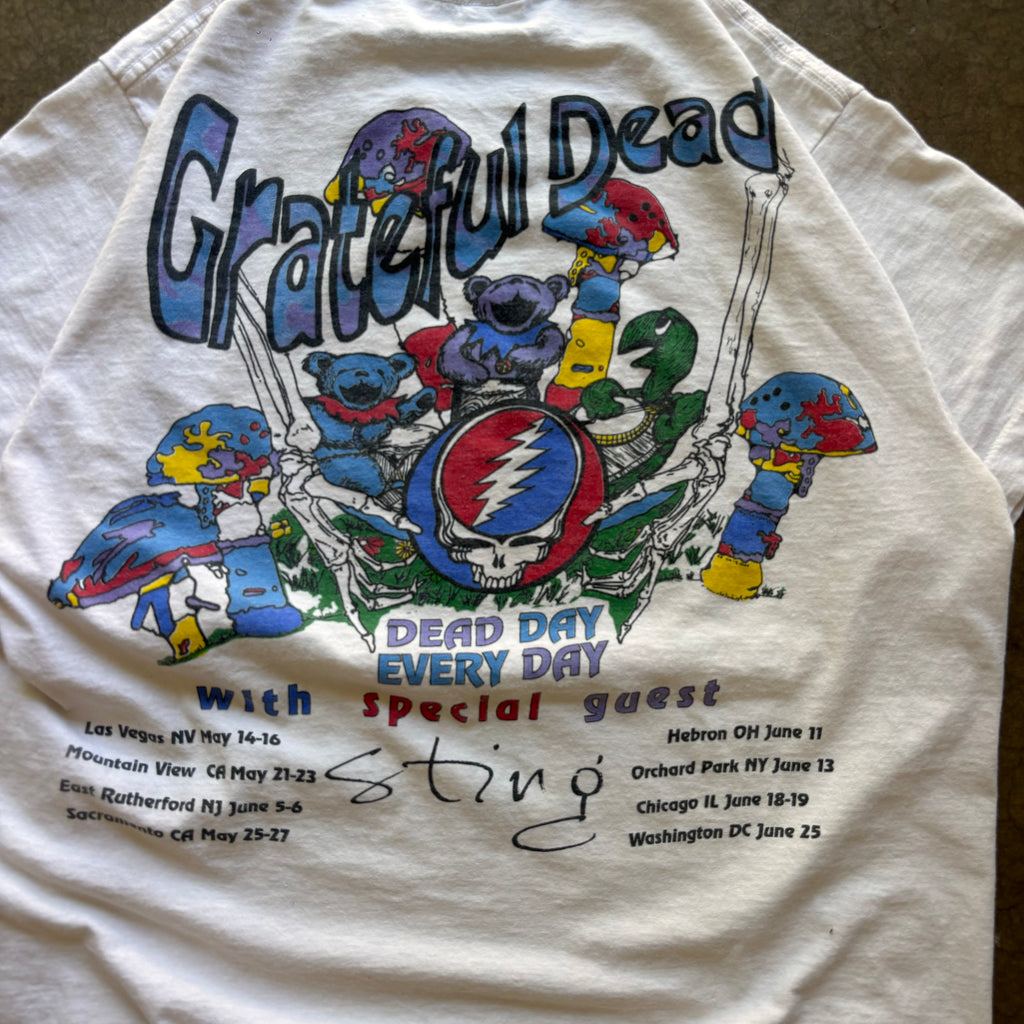 Grateful Dead
DEAD DAY
EVERY DAY
with special guest
Sting
Las Vegas NV May 14-16
Mountain View CA May 21-23
East Rutherford NJ June 5-6
Sacramento CA May 25-27
Hebron OH June 11
Orchard Park NY June 13
Chicago IL June 18-19
Washington DC June 25